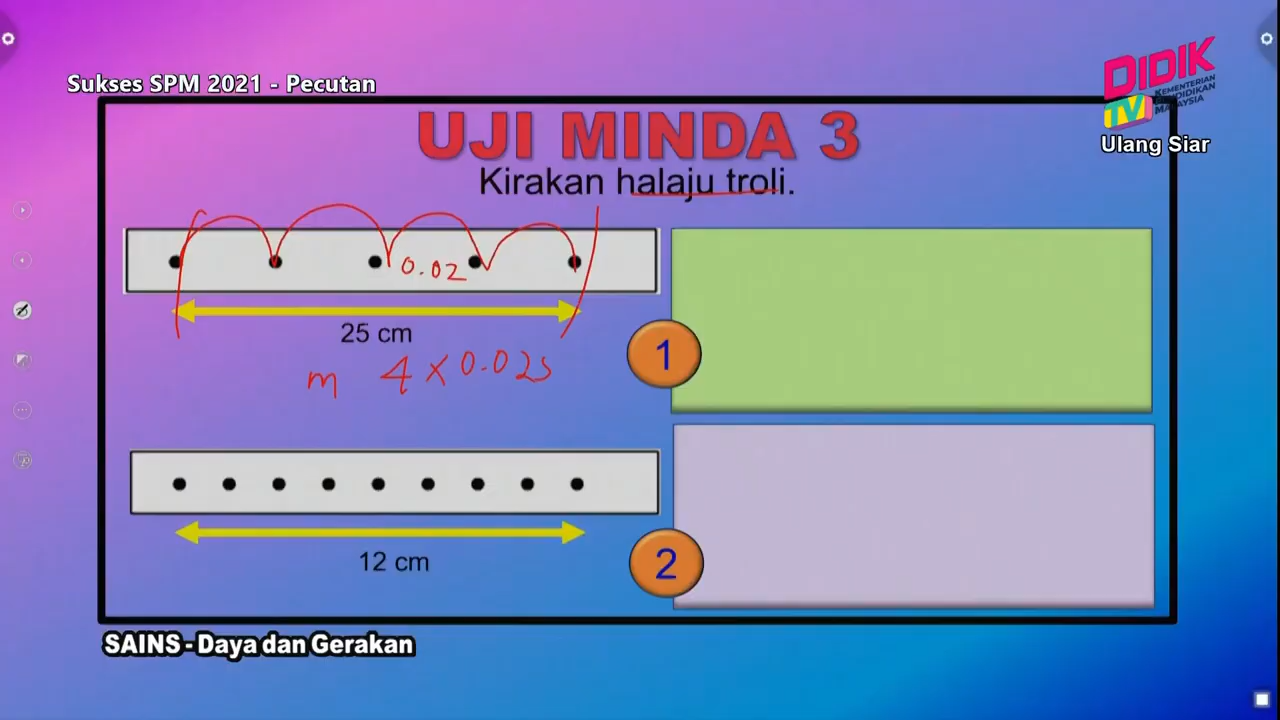 Sukses SPM 2021 - Pecutan
DIDIK
TV
KEMENTERIAN
PENDIDIKAN
MALAYSIA
Ulang Siar
UJI MINDA 3
Kirakan halaju troli.
0.02
25 cm
m 4 × 0.02s
1
12 cm
2
SAINS - Daya dan Gerakan